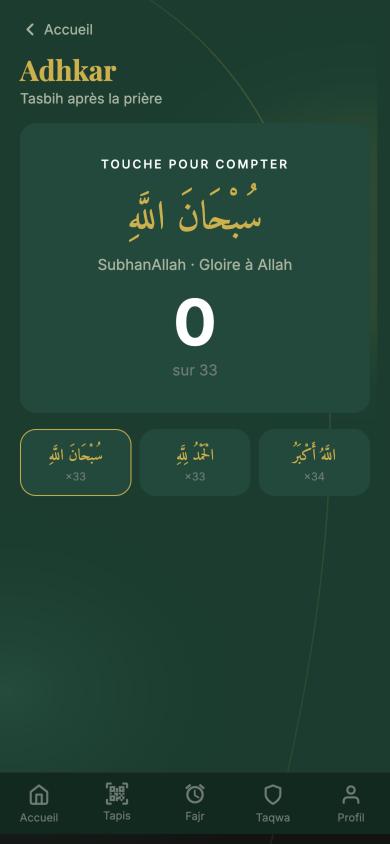 Accueil
Adhkar
Tasbih après la prière
TOUCHE POUR COMPTER
سُبْحَانَ اللَّهِ
SubhanAllah · Gloire à Allah
0
sur 33
سُبْحَانَ اللَّهِ
×33
الْحَمْدُ لِلَّهِ
×33
اللَّهُ أَكْبَرُ
×34
Accueil
Tapis
Fajr
Taqwa
Profil